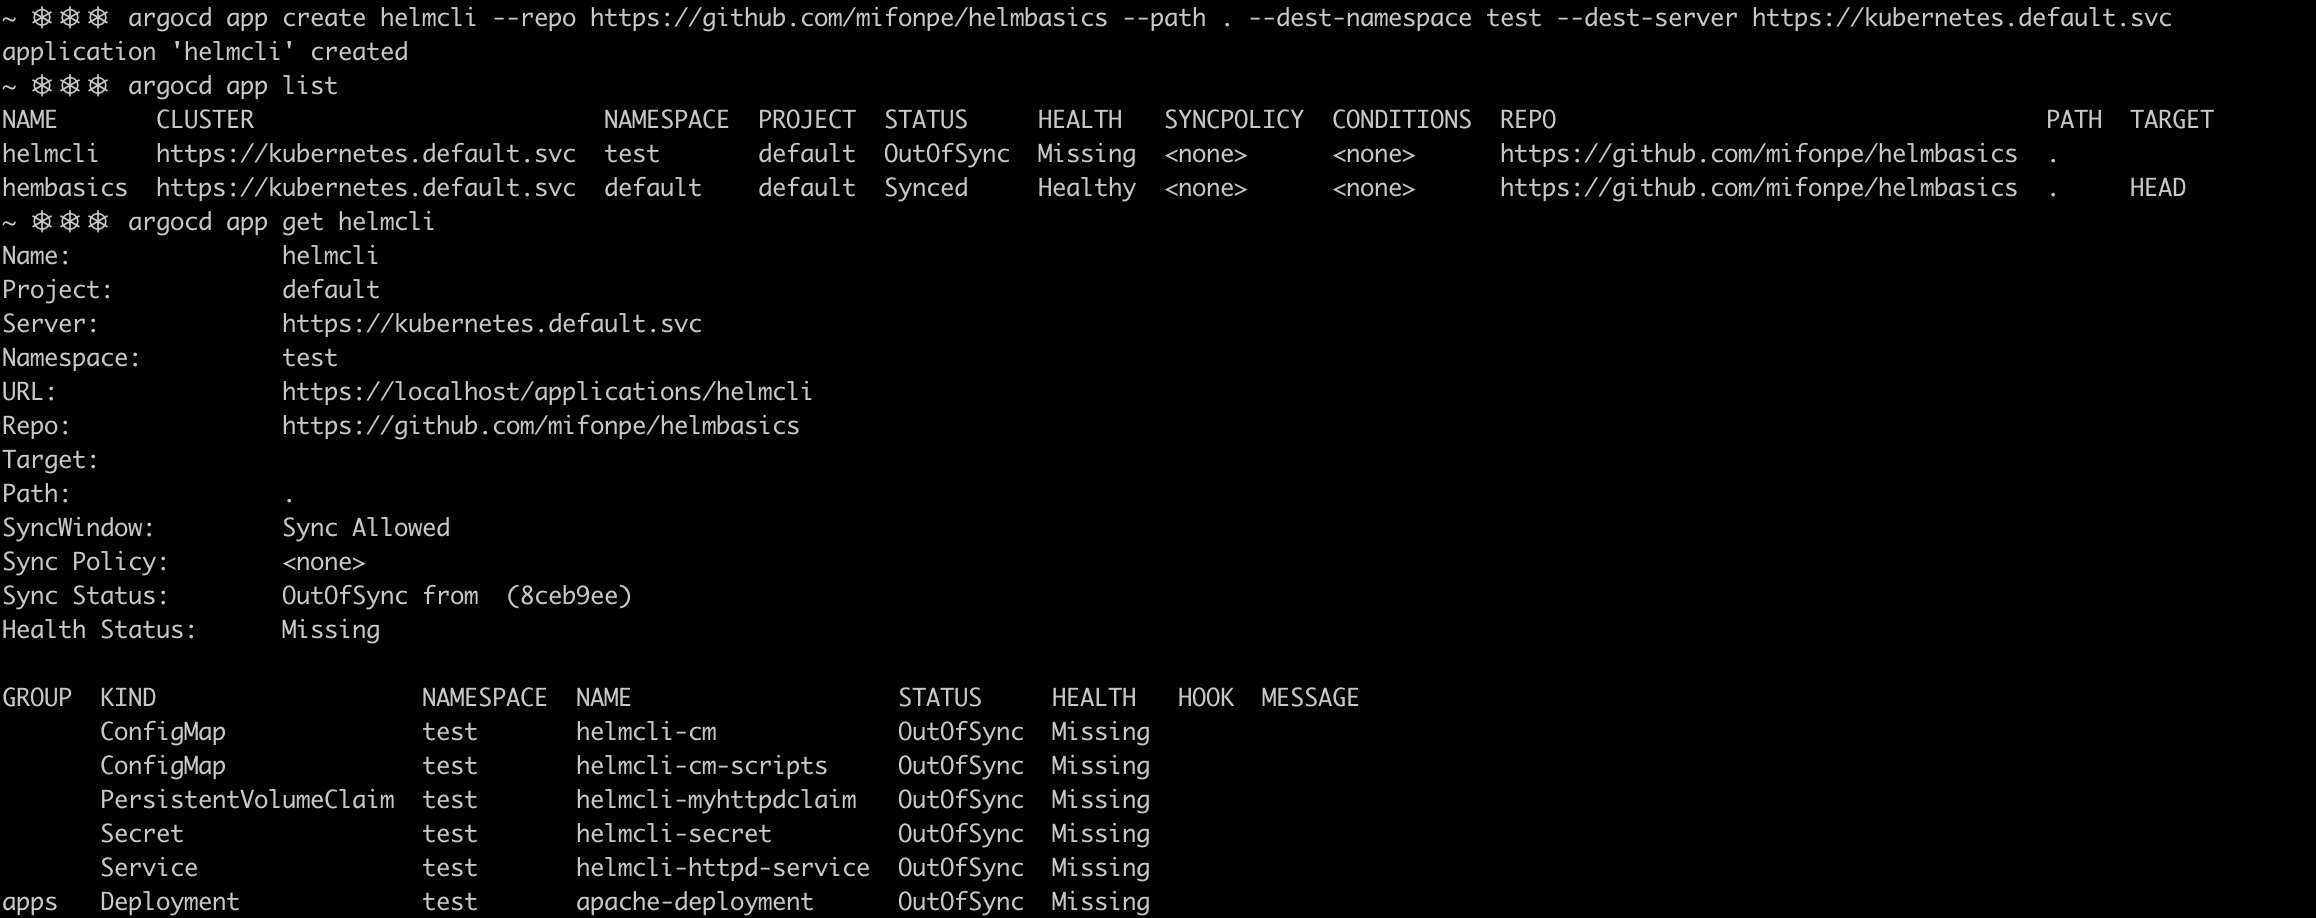 ~ ❄❄❄ argocd app create helmcli --repo https://github.com/mifonpe/helmbasics --path . --dest-namespace test --dest-server https://kubernetes.default.svc
application 'helmcli' created
~ ❄❄❄ argocd app list
NAME CLUSTER NAMESPACE PROJECT STATUS HEALTH SYNCPOLICY CONDITIONS REPO PATH TARGET
helmcli https://kubernetes.default.svc test default OutOfSync Missing <none> <none> https://github.com/mifonpe/helmbasics .
hembasics https://kubernetes.default.svc default default Synced Healthy <none> <none> https://github.com/mifonpe/helmbasics . HEAD
~ ❄❄❄ argocd app get helmcli
Name: helmcli
Project: default
Server: https://kubernetes.default.svc
Namespace: test
URL: https://localhost/applications/helmcli
Repo: https://github.com/mifonpe/helmbasics
Target:
Path: .
SyncWindow: Sync Allowed
Sync Policy: <none>
Sync Status: OutOfSync from (8ceb9ee)
Health Status: Missing
GROUP KIND NAMESPACE NAME STATUS HEALTH HOOK MESSAGE
ConfigMap test helmcli-cm OutOfSync Missing
ConfigMap test helmcli-cm-scripts OutOfSync Missing
PersistentVolumeClaim test helmcli-myhttpdclaim OutOfSync Missing
Secret test helmcli-secret OutOfSync Missing
Service test helmcli-httpd-service OutOfSync Missing
apps Deployment test apache-deployment OutOfSync Missing